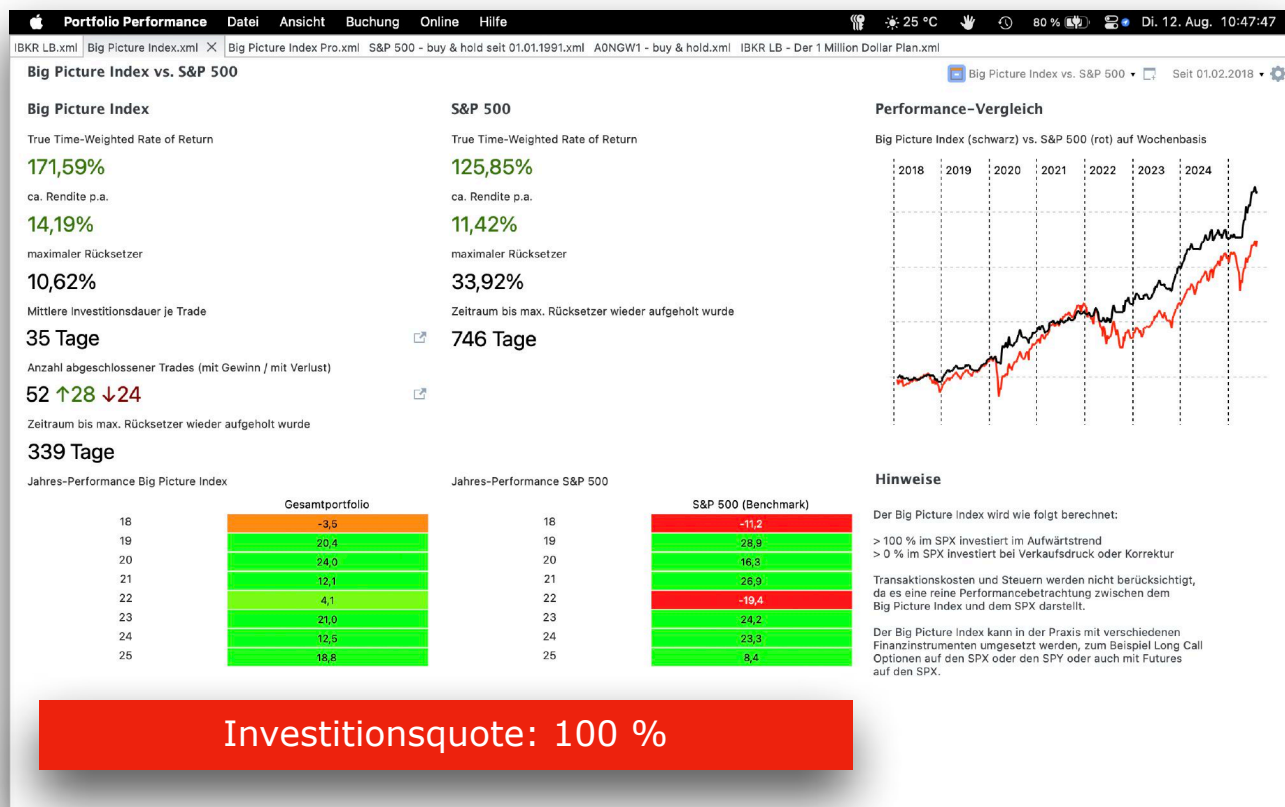 Portfolio Performance Datei Ansicht Buchung Online Hilfe 25 °C 80 % Di. 12. Aug. 10:47:47
IBKR LB.xml Big Picture Index.xml Big Picture Index Pro.xml S&P 500 - buy & hold seit 01.01.1991.xml A0NGW1 - buy & hold.xml IBKR LB - Der 1 Million Dollar Plan.xml
Big Picture Index vs. S&P 500 Big Picture Index vs. S&P 500 Seit 01.02.2018
Big Picture Index
True Time-Weighted Rate of Return
171,59%
ca. Rendite p.a.
14,19%
maximaler Rücksetzer
10,62%
Mittlere Investitionsdauer je Trade
35 Tage
Anzahl abgeschlossener Trades (mit Gewinn / mit Verlust)
52 ↑28 ↓24
Zeitraum bis max. Rücksetzer wieder aufgeholt wurde
339 Tage
S&P 500
True Time-Weighted Rate of Return
125,85%
ca. Rendite p.a.
11,42%
maximaler Rücksetzer
33,92%
Zeitraum bis max. Rücksetzer wieder aufgeholt wurde
746 Tage
Performance-Vergleich
Big Picture Index (schwarz) vs. S&P 500 (rot) auf Wochenbasis
2018 2019 2020 2021 2022 2023 2024
Jahres-Performance Big Picture Index
Gesamtportfolio
18 -3,5
19 20,4
20 24,0
21 12,1
22 4,1
23 21,0
24 12,5
25 18,8
Jahres-Performance S&P 500
S&P 500 (Benchmark)
18 -11,2
19 28,9
20 16,3
21 26,9
22 -19,4
23 24,2
24 23,3
25 8,4
Hinweise
Der Big Picture Index wird wie folgt berechnet:
> 100 % im SPX investiert im Aufwärtstrend
> 0 % im SPX investiert bei Verkaufsdruck oder Korrektur
Transaktionskosten und Steuern werden nicht berücksichtigt,
da es eine reine Performancebetrachtung zwischen dem
Big Picture Index und dem SPX darstellt.
Der Big Picture Index kann in der Praxis mit verschiedenen
Finanzinstrumenten umgesetzt werden, zum Beispiel Long Call
Optionen auf den SPX oder den SPY oder auch mit Futures
auf den SPX.
Investitionsquote: 100 %